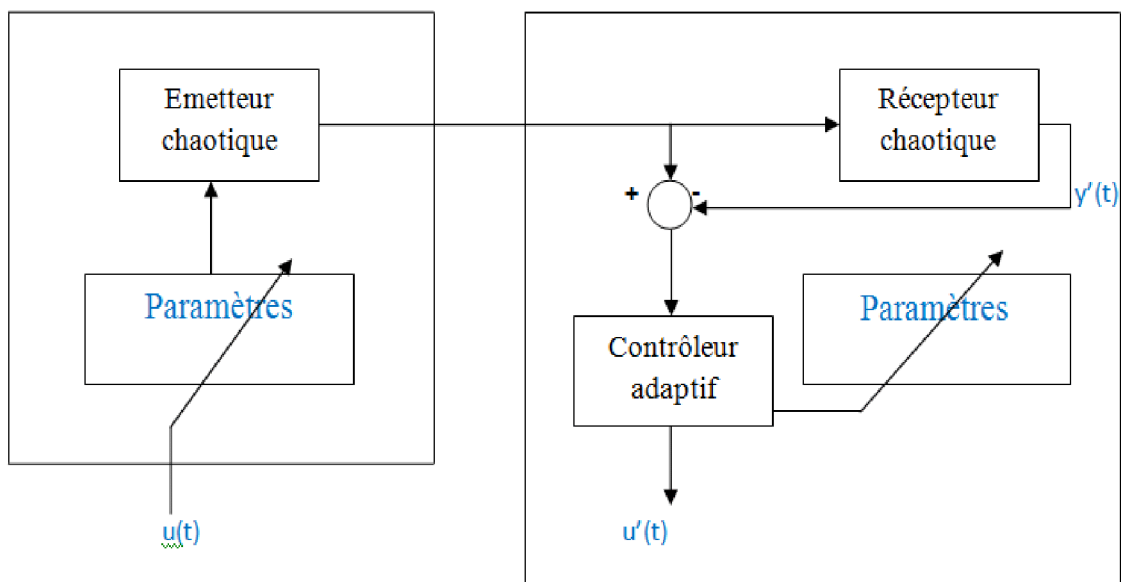 Emetteur
chaotique
Récepteur
chaotique
+
-
y’(t)
Paramètres
Paramètres
Contrôleur
adaptif
u(t)
u’(t)